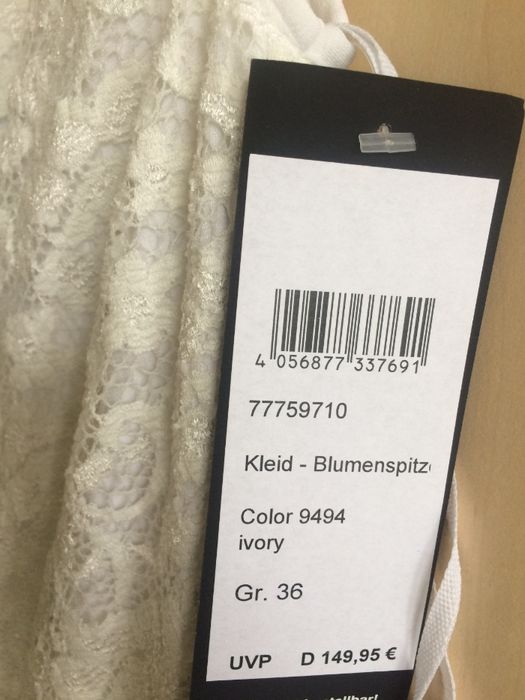 4 056877 337691
77759710
Kleid - Blumenspitz
Color 9494
ivory
Gr. 36
UVP D 149,95 €